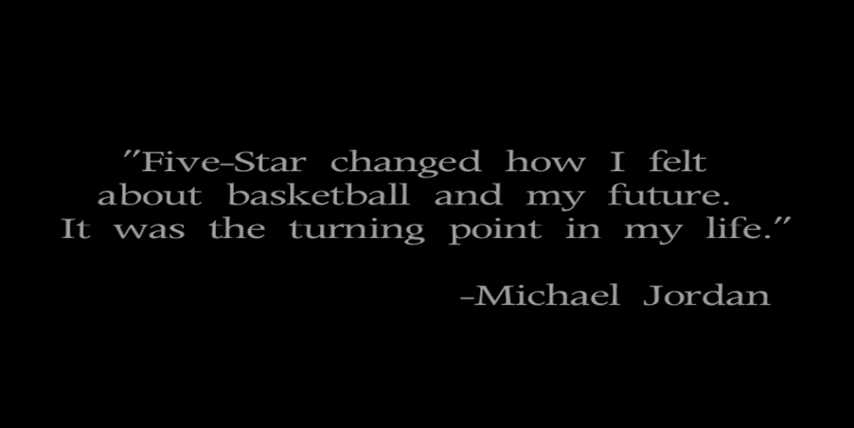 "Five-Star changed how I felt
about basketball and my future.
It was the turning point in my life."
-Michael Jordan